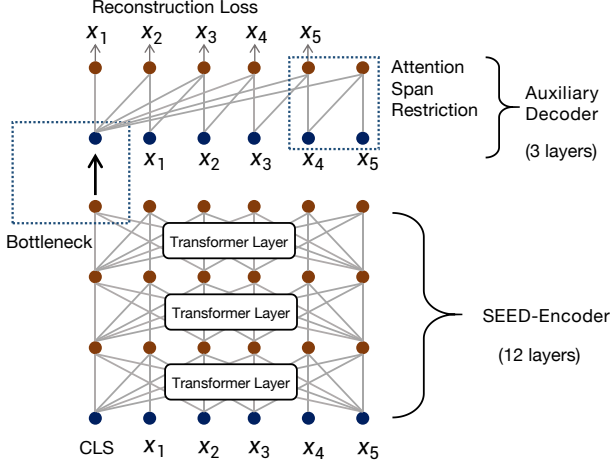 Reconstruction Loss
x1 x2 x3 x4 x5
Attention
Span
Restriction
Auxiliary
Decoder
(3 layers)
x1 x2 x3 x4 x5
Bottleneck
Transformer Layer
Transformer Layer
Transformer Layer
SEED-Encoder
(12 layers)
CLS x1 x2 x3 x4 x5